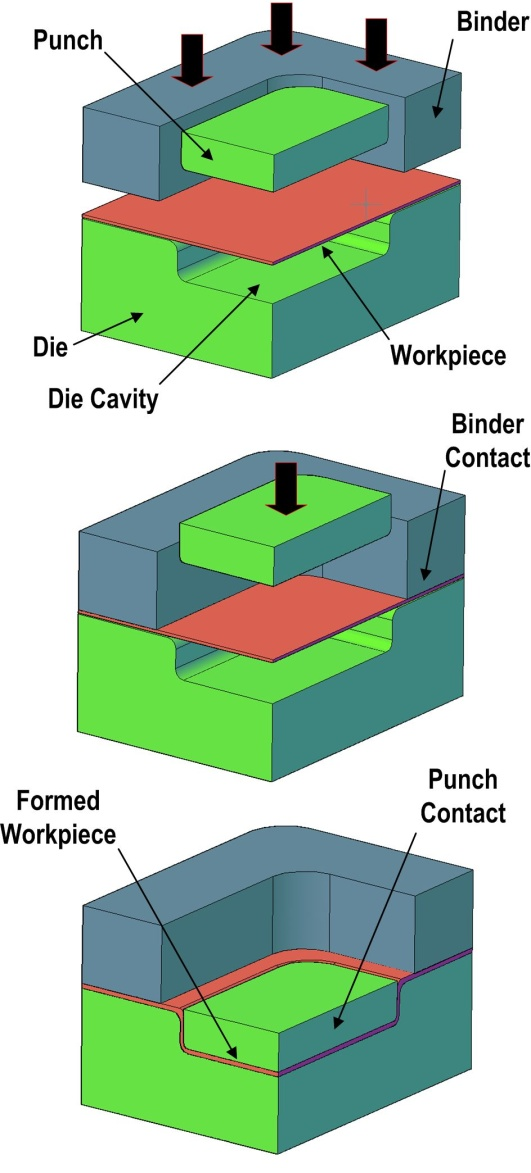 Punch
Binder
Die
Die Cavity
Workpiece
Binder
Contact
Formed
Workpiece
Punch
Contact